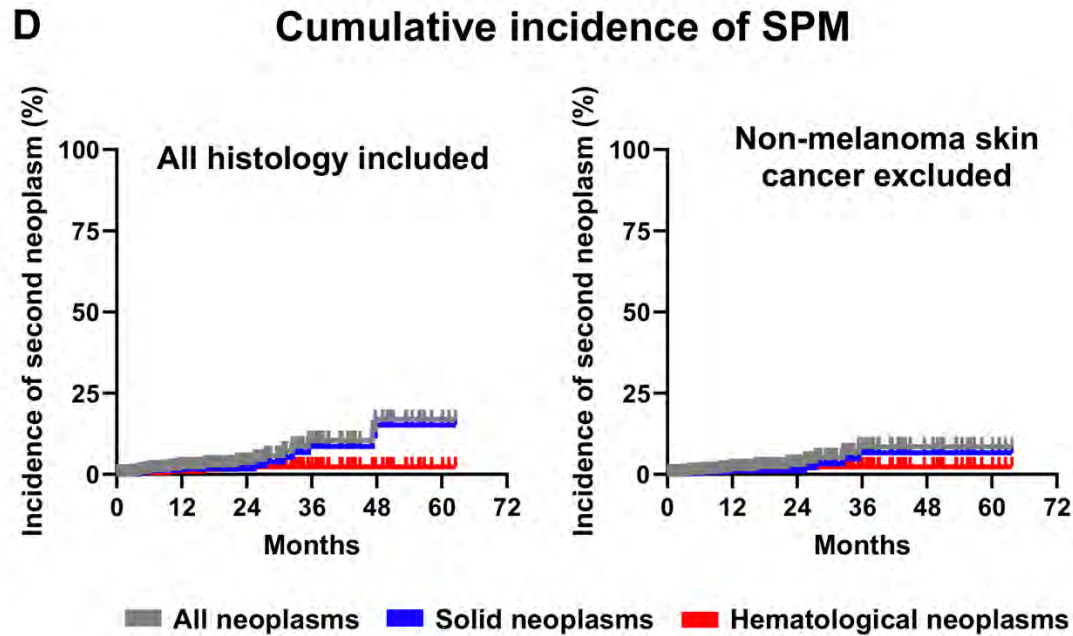 D
Cumulative incidence of SPM
Incidence of second neoplasm (%)
All histology included
100
75
50
25
0
0 12 24 36 48 60 72
Months
Incidence of second neoplasm (%)
Non-melanoma skin
cancer excluded
100
75
50
25
0
0 12 24 36 48 60 72
Months
All neoplasms Solid neoplasms Hematological neoplasms